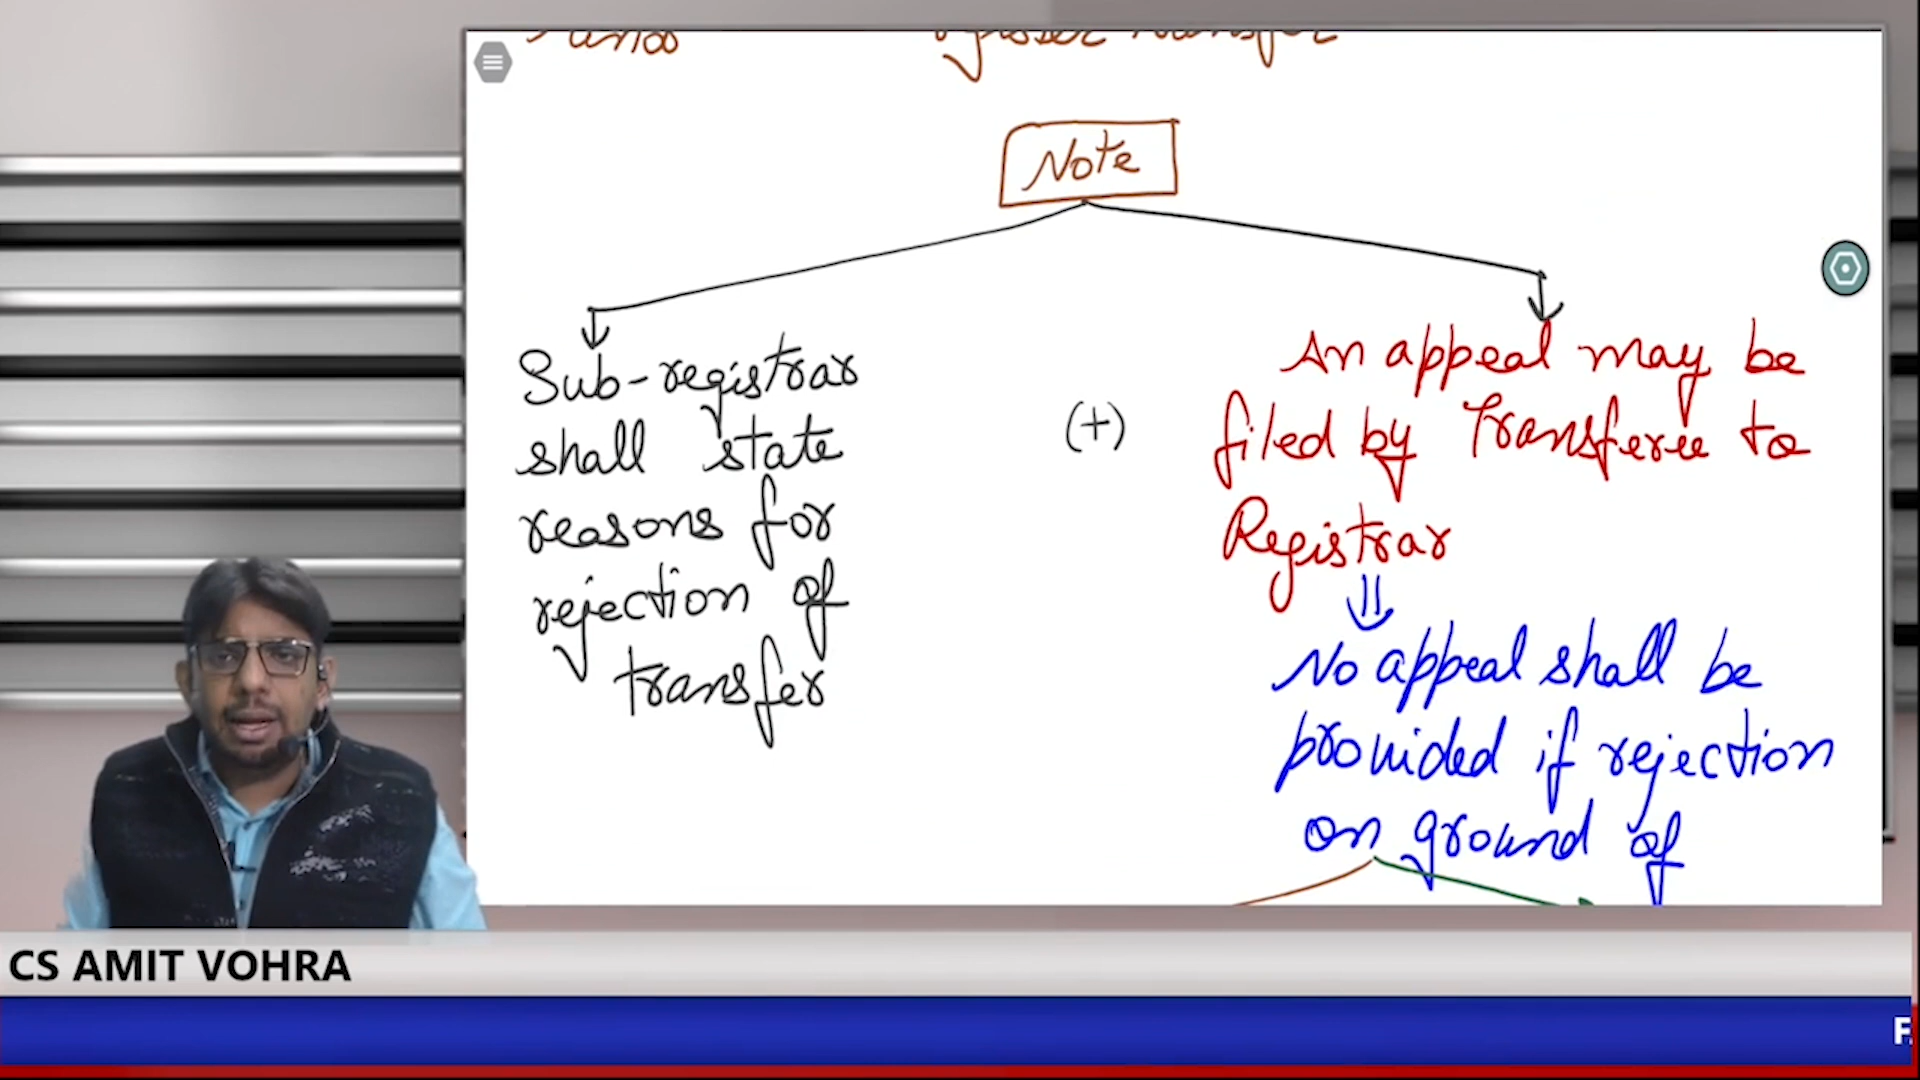 Note
Sub-registrar
shall state
reasons for
rejection of
transfer
(+)
An appeal may be
filed by Transferee to
Registrar
No appeal shall be
provided if rejection
on ground of
CS AMIT VOHRA